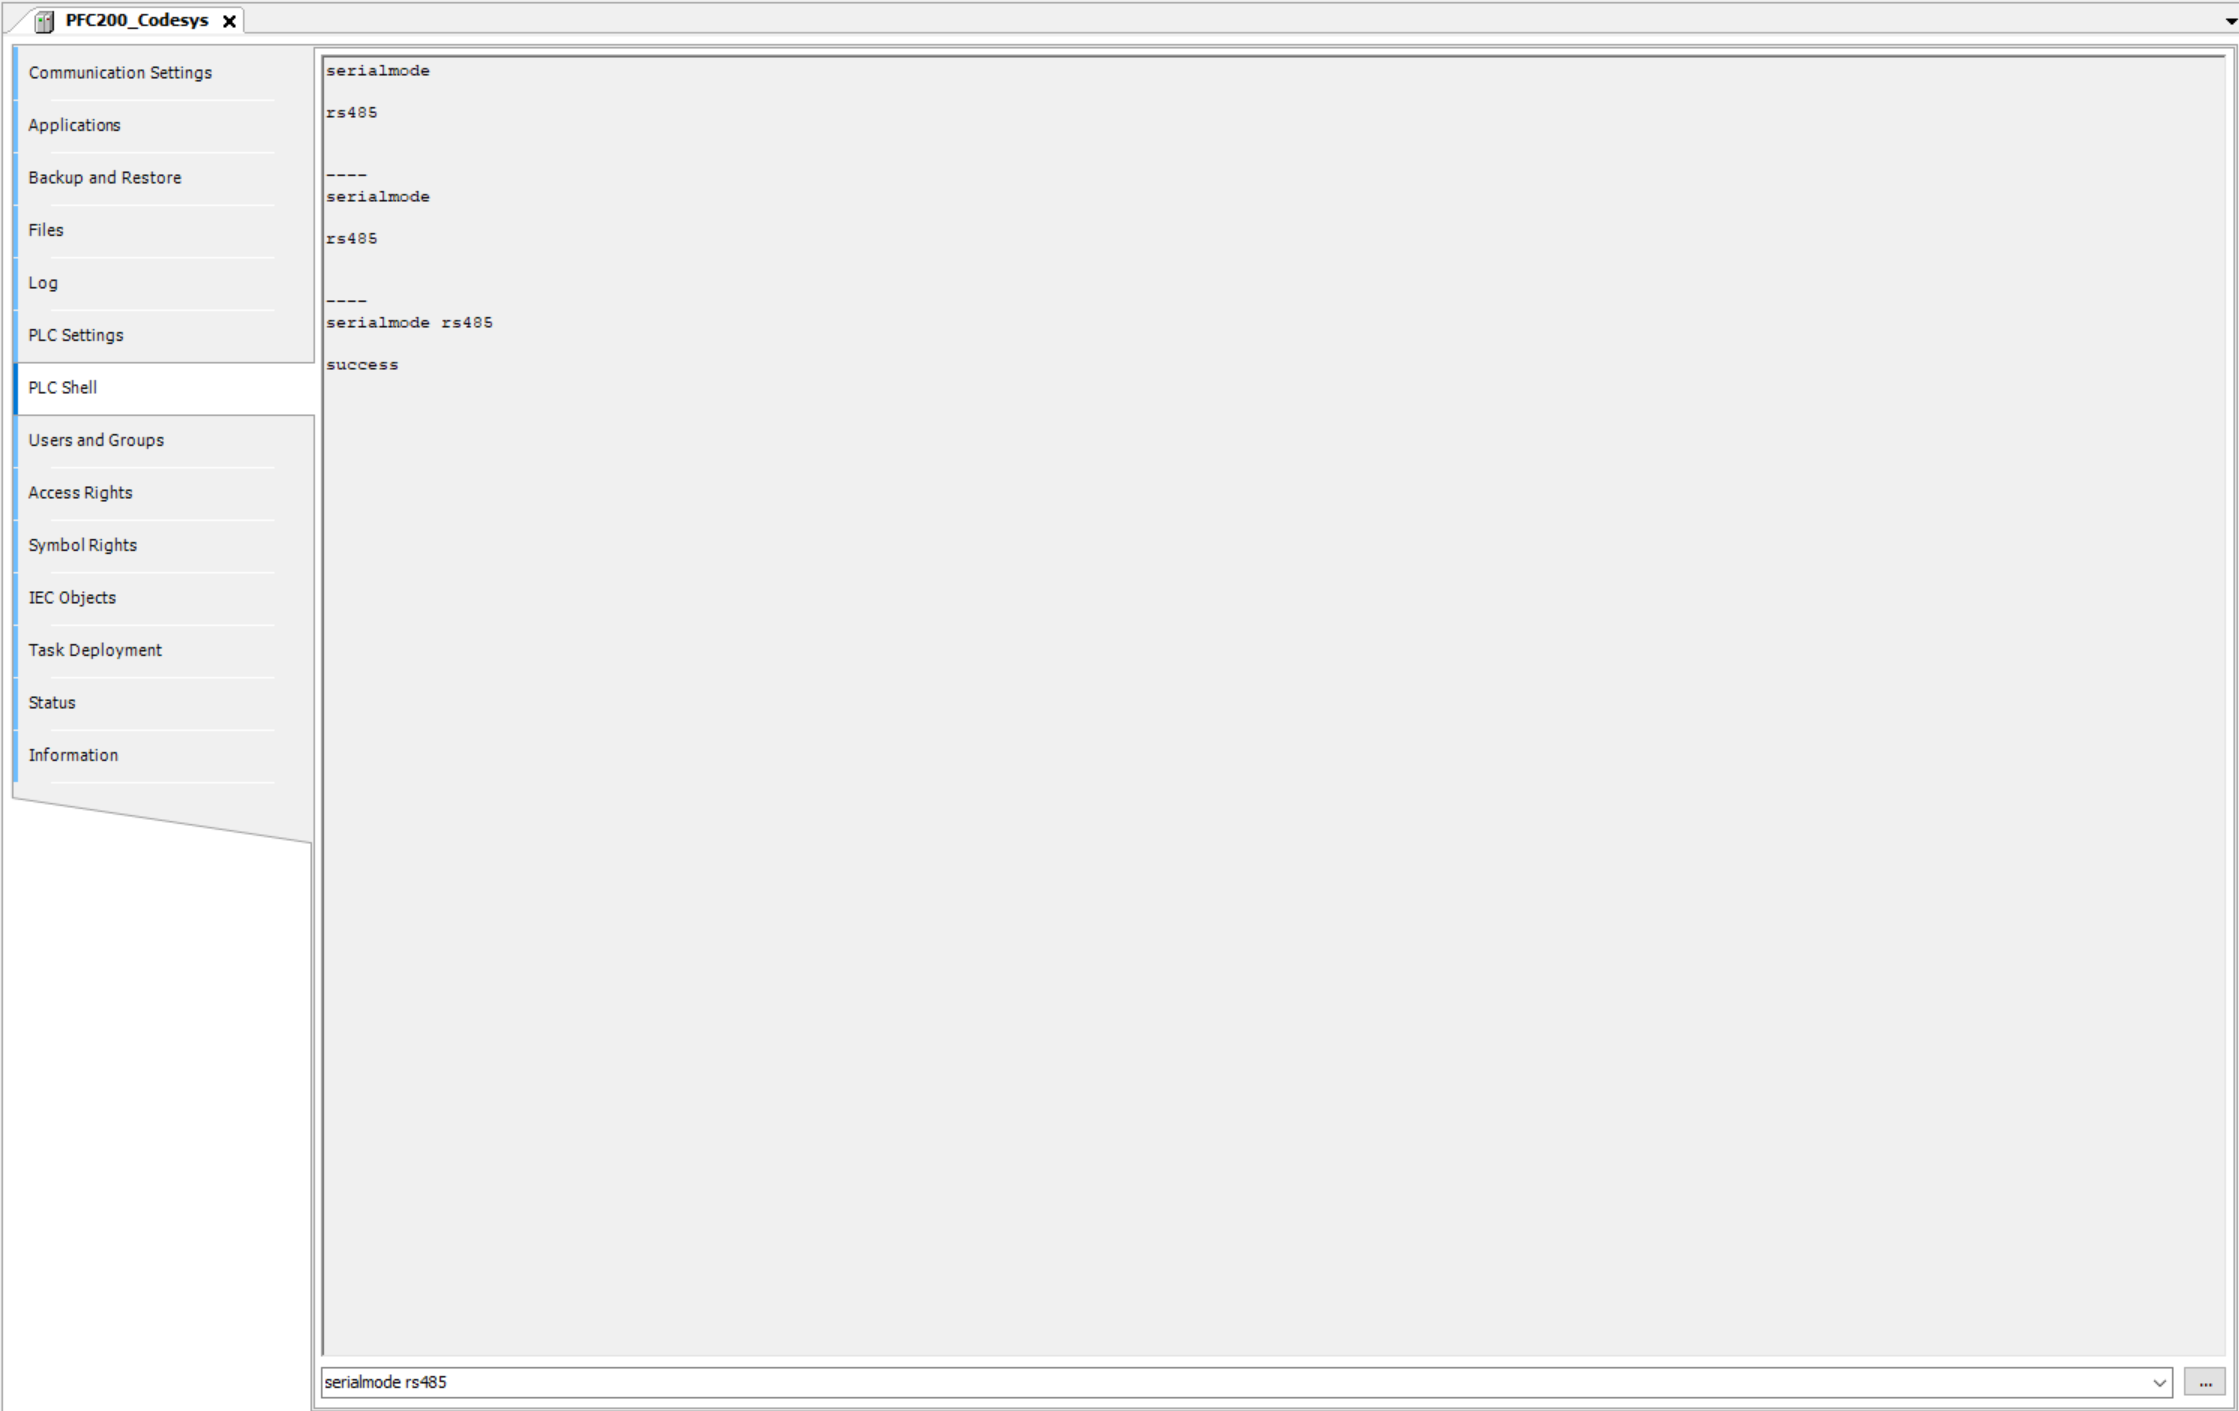 PFC200_Codesys
Communication Settings
Applications
Backup and Restore
Files
Log
PLC Settings
PLC Shell
Users and Groups
Access Rights
Symbol Rights
IEC Objects
Task Deployment
Status
Information
serialmode
rs485
----
serialmode
rs485
----
serialmode rs485
success
serialmode rs485
...